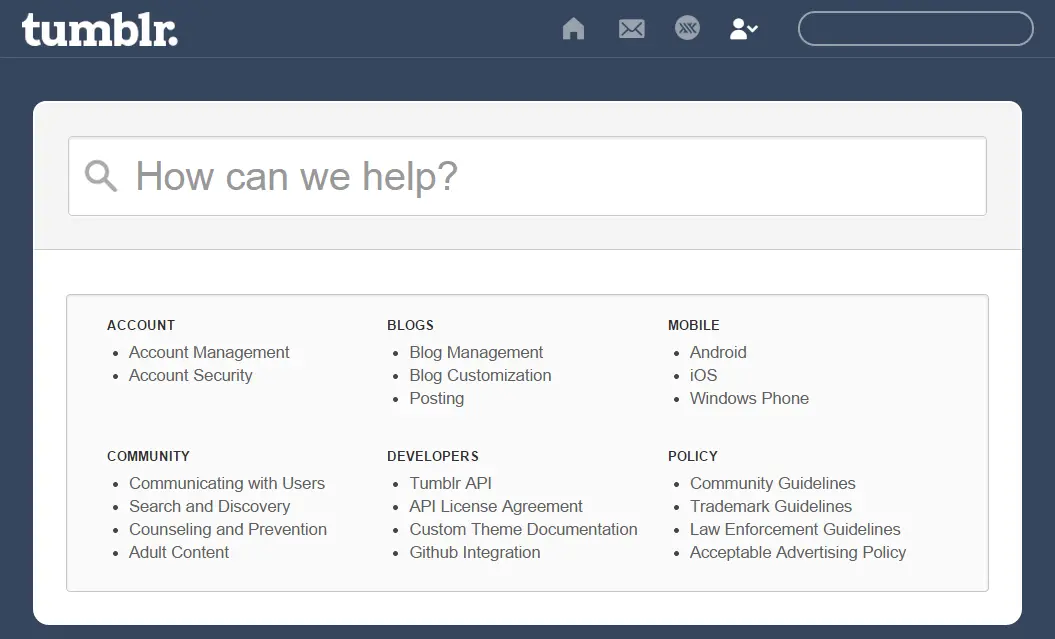 tumblr.
How can we help?
ACCOUNT
Account Management
Account Security
BLOGS
Blog Management
Blog Customization
Posting
MOBILE
Android
iOS
Windows Phone
COMMUNITY
Communicating with Users
Search and Discovery
Counseling and Prevention
Adult Content
DEVELOPERS
Tumblr API
API License Agreement
Custom Theme Documentation
Github Integration
POLICY
Community Guidelines
Trademark Guidelines
Law Enforcement Guidelines
Acceptable Advertising Policy